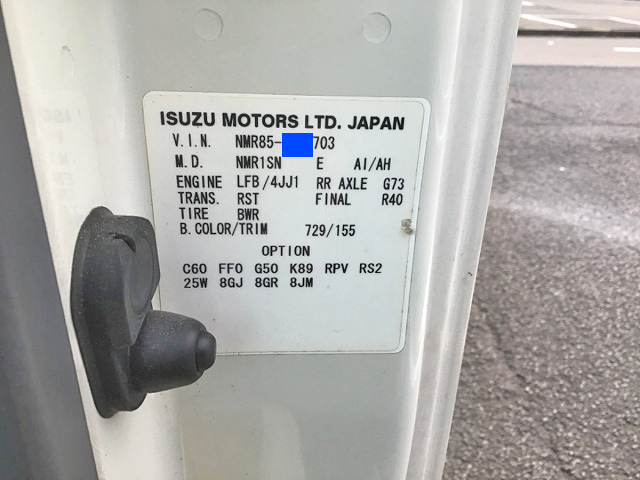 ISUZU MOTORS LTD. JAPAN
V.I.N. NMR85- 703
M.D. NMR1SN E AI/AH
ENGINE LFB/4JJ1 RR AXLE G73
TRANS. RST FINAL R40
TIRE BWR
B.COLOR/TRIM 729/155
OPTION
C60 FF0 G50 K89 RPV RS2
25W 8GJ 8GR 8JM